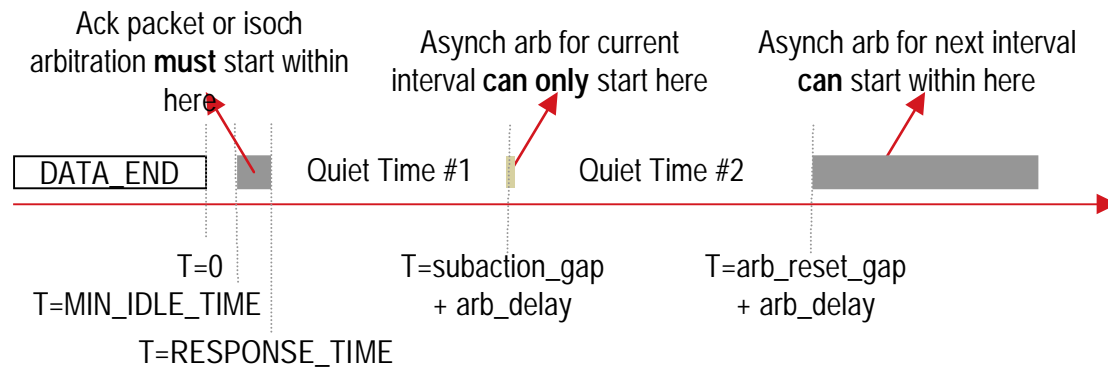 Ack packet or isoch
arbitration must start within
here
Asynch arb for current
interval can only start here
Asynch arb for next interval
can start within here
DATA_END
Quiet Time #1
Quiet Time #2
T=0
T=MIN_IDLE_TIME
T=RESPONSE_TIME
T=subaction_gap
+ arb_delay
T=arb_reset_gap
+ arb_delay